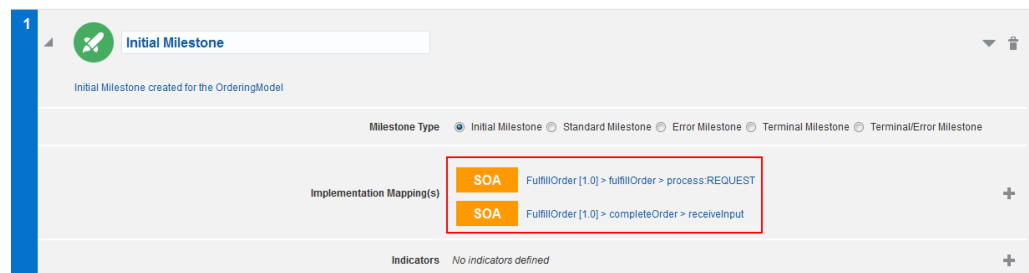 1
Initial Milestone
Initial Milestone created for the OrderingModel
Milestone Type Initial Milestone Standard Milestone Error Milestone Terminal Milestone Terminal/Error Milestone
Implementation Mapping(s)
SOA FulfillOrder [1.0] > fulfillOrder > process:REQUEST
SOA FulfillOrder [1.0] > completeOrder > receiveInput
Indicators No indicators defined